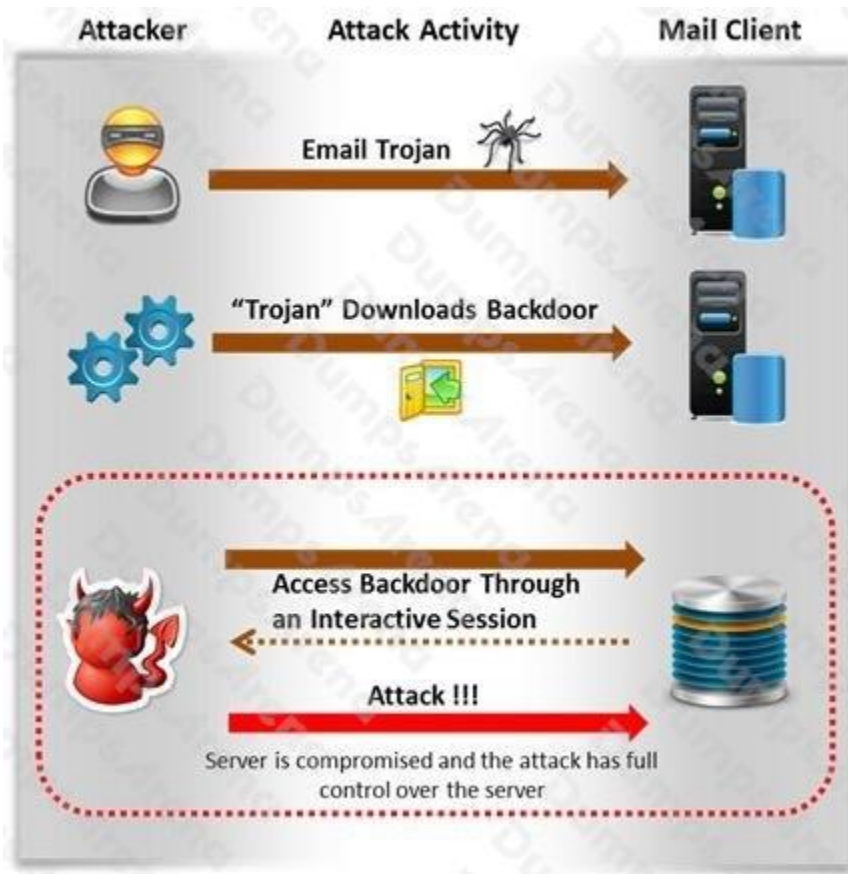 Attacker
Attack Activity
Mail Client
Email Trojan
“Trojan” Downloads Backdoor
Access Backdoor Through
an Interactive Session
Attack !!!
Server is compromised and the attack has full
control over the server
DumpsArena